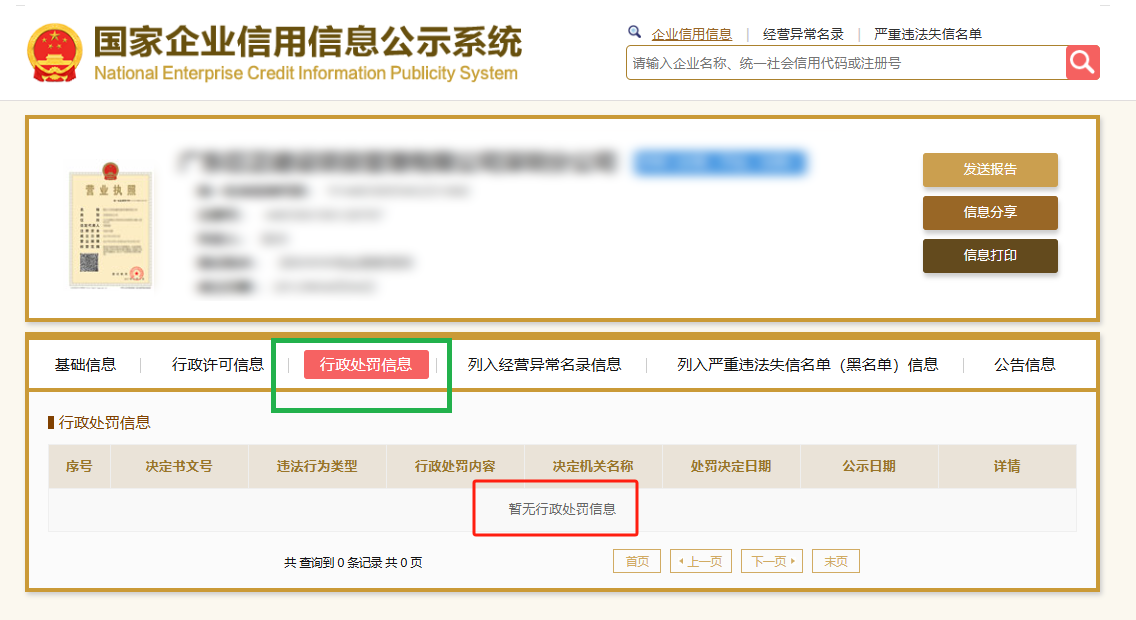 国家企业信用信息公示系统
National Enterprise Credit Information Publicity System
企业信用信息 | 经营异常名录 | 严重违法失信名单
请输入企业名称、统一社会信用代码或注册号
营业执照
发送报告
信息分享
信息打印
基础信息 | 行政许可信息 | 行政处罚信息 | 列入经营异常名录信息 | 列入严重违法失信名单（黑名单）信息 | 公告信息
行政处罚信息
序号 决定书文号 违法行为类型 行政处罚内容 决定机关名称 处罚决定日期 公示日期 详情
暂无行政处罚信息
共 查询到 0 条记录 共 0 页 首页 上一页 下一页 末页